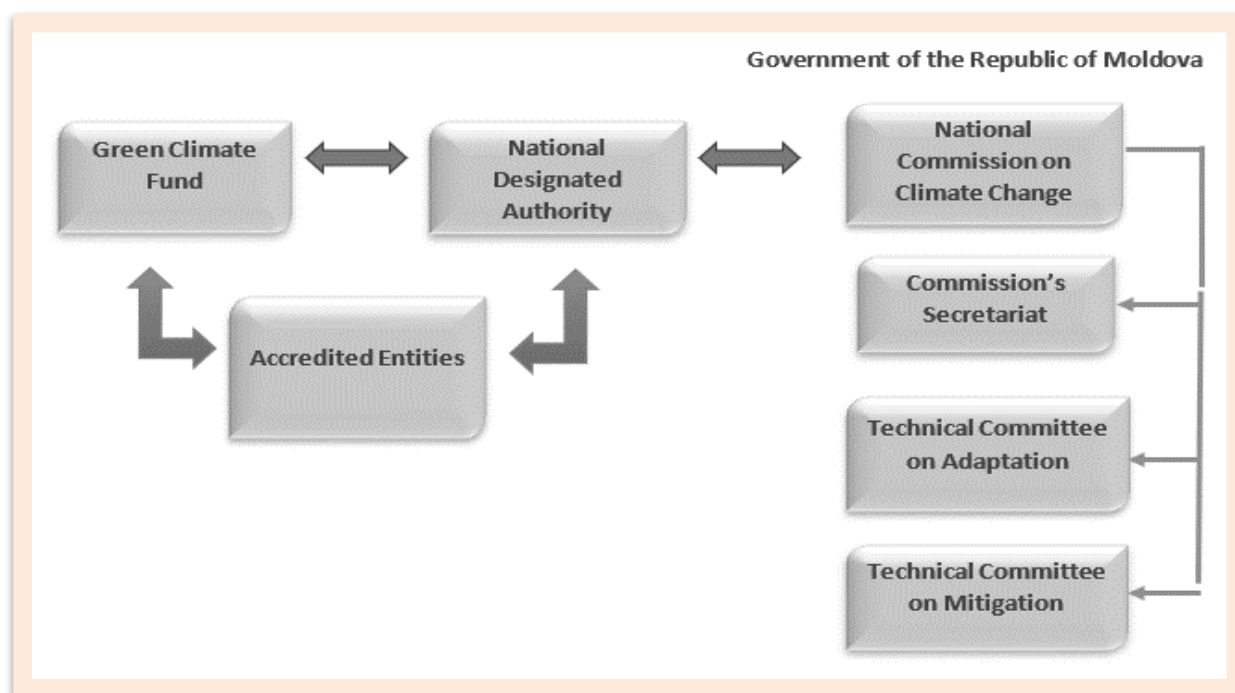 Government of the Republic of Moldova
Green Climate
Fund
National
Designated
Authority
National
Commission on
Climate Change
Accredited Entities
Commission’s
Secretariat
Technical Committee
on Adaptation
Technical Committee
on Mitigation